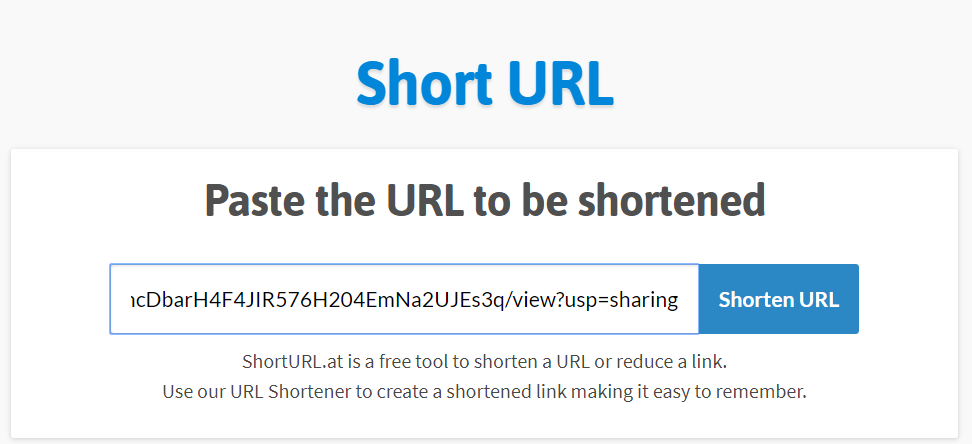 Short URL
Paste the URL to be shortened
ncDbarH4F4JIR576H204EmNa2UJEs3q/view?usp=sharing
Shorten URL
ShortURL.at is a free tool to shorten a URL or reduce a link.
Use our URL Shortener to create a shortened link making it easy to remember.